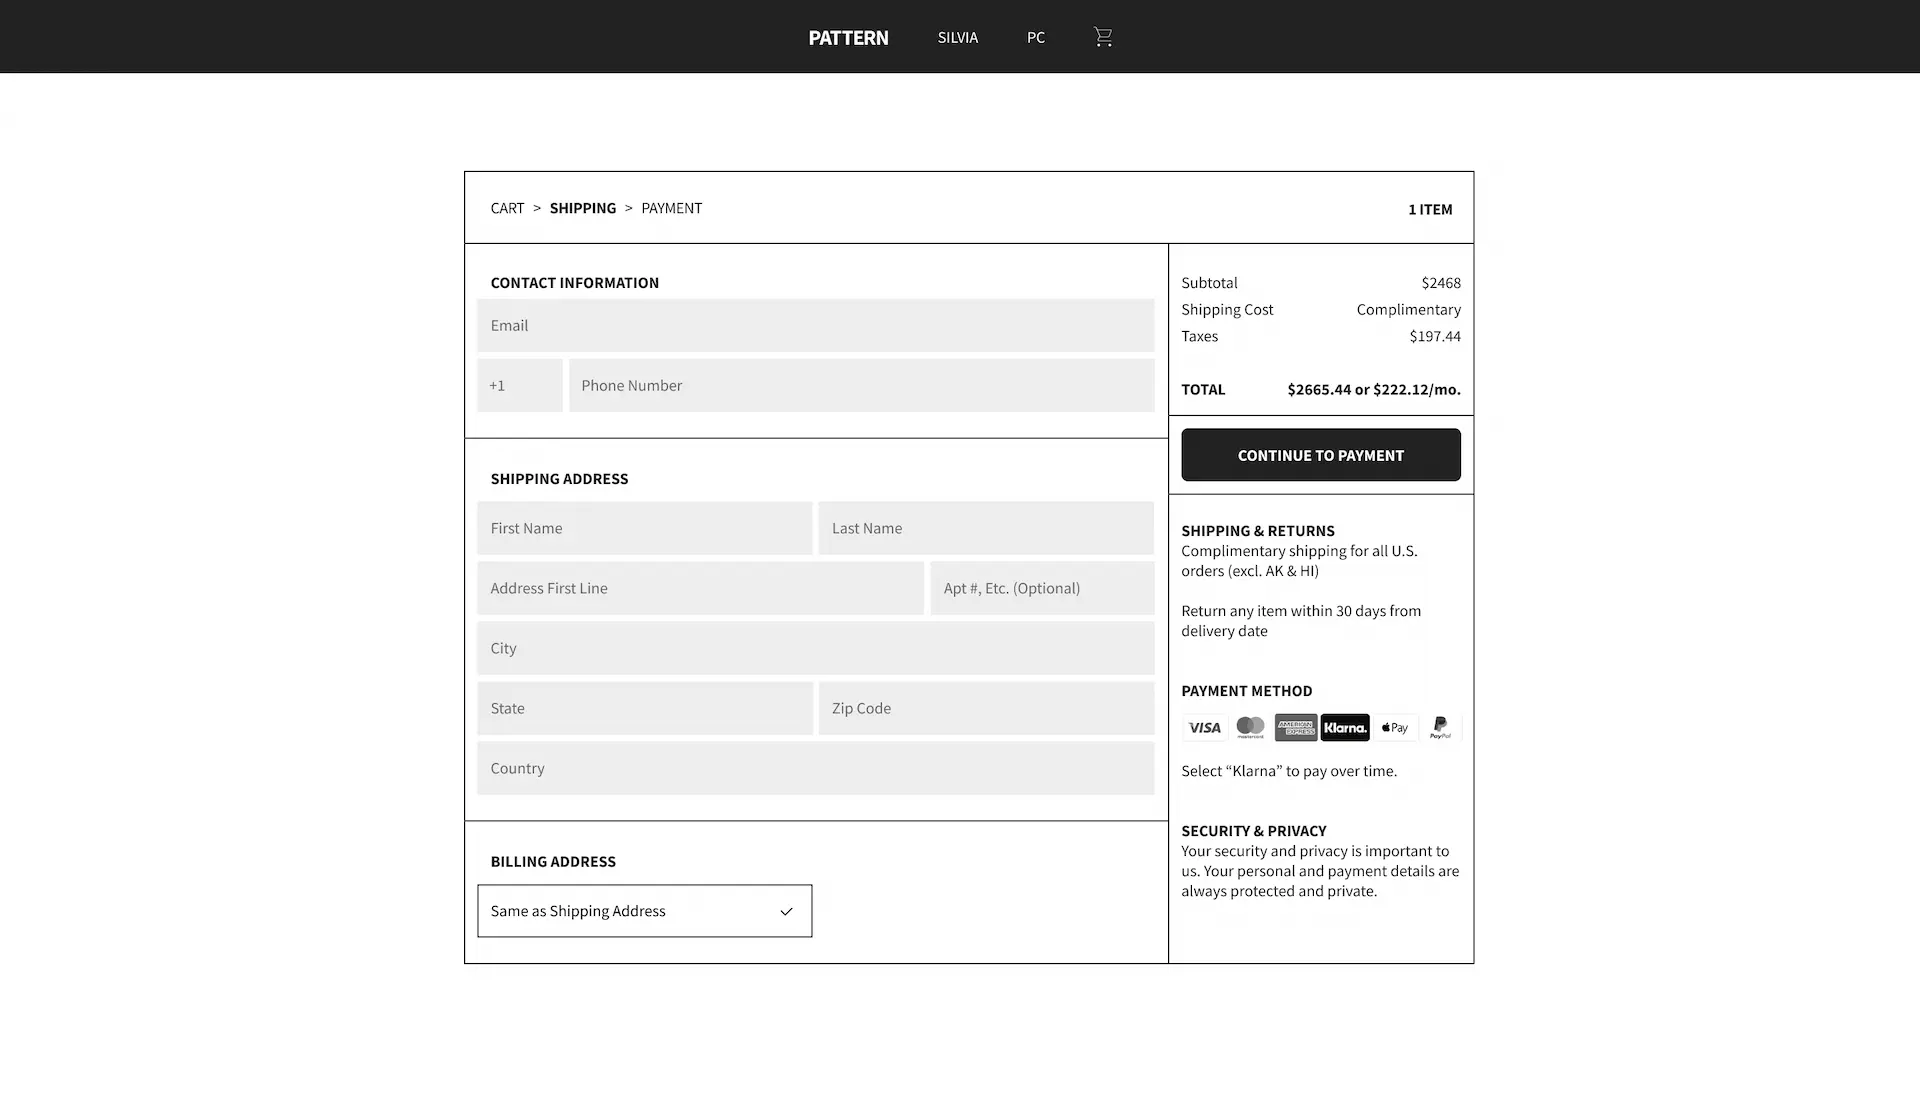 PATTERN SILVIA PC
CART > SHIPPING > PAYMENT
1 ITEM
CONTACT INFORMATION
Email
+1 Phone Number
SHIPPING ADDRESS
First Name Last Name
Address First Line Apt #, Etc. (Optional)
City
State Zip Code
Country
BILLING ADDRESS
Same as Shipping Address
Subtotal $2468
Shipping Cost Complimentary
Taxes $197.44
TOTAL $2665.44 or $222.12/mo.
CONTINUE TO PAYMENT
SHIPPING & RETURNS
Complimentary shipping for all U.S.
orders (excl. AK & HI)
Return any item within 30 days from
delivery date
PAYMENT METHOD
VISA mastercard AMERICAN EXPRESS Klarna. Pay PayPal
Select “Klarna” to pay over time.
SECURITY & PRIVACY
Your security and privacy is important to
us. Your personal and payment details are
always protected and private.